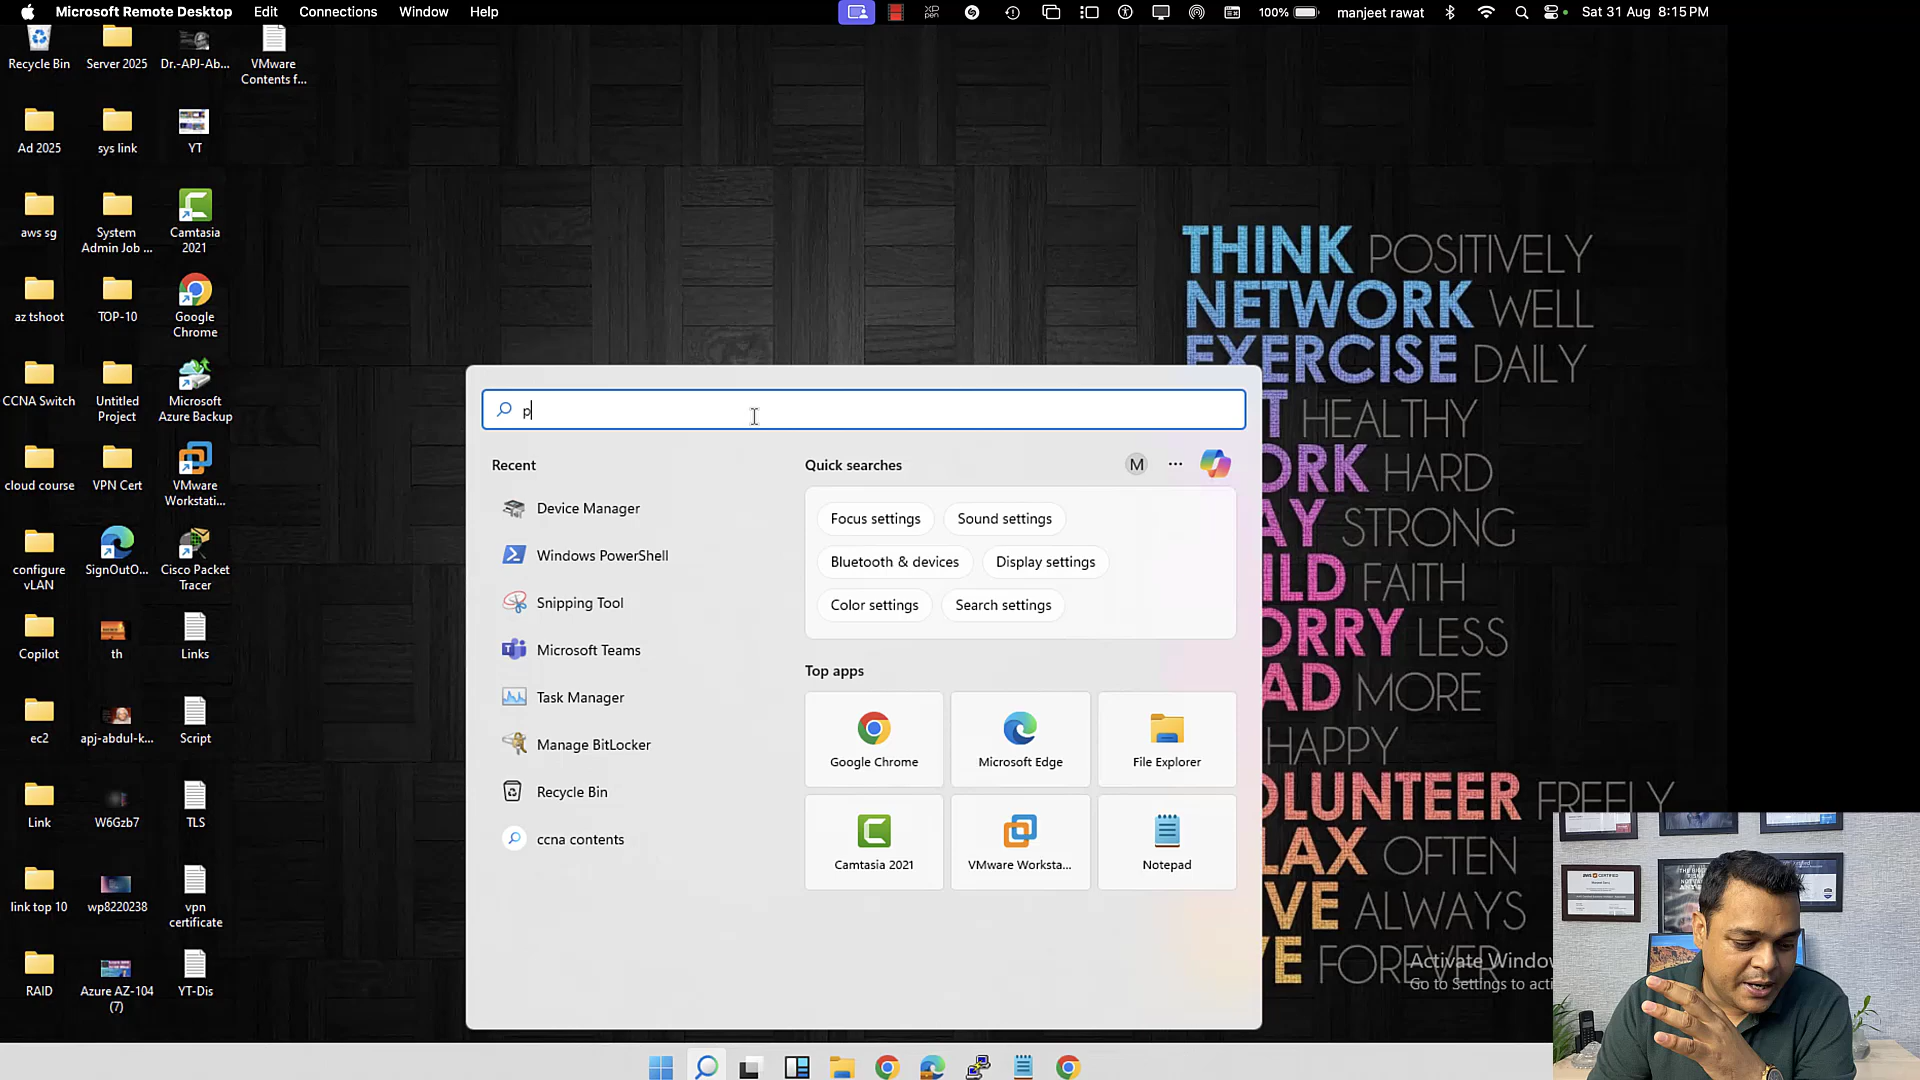 Microsoft Remote Desktop Edit Connections Window Help
100% manjeet rawat Sat 31 Aug 8:15 PM
Recycle Bin
Server 2025
Dr.-APJ-Ab...
VMware
Contents f...
Ad 2025
sys link
YT
aws sg
System
Admin Job ...
Camtasia
2021
az tshoot
TOP-10
Google
Chrome
CCNA Switch
Untitled
Project
Microsoft
Azure Backup
cloud course
VPN Cert
VMware
Workstati...
configure
vLAN
SignOutO...
Cisco Packet
Tracer
Copilot
th
Links
ec2
apj-abdul-k...
Script
Link
W6Gzb7
TLS
link top 10
wp8220238
vpn
certificate
RAID
Azure AZ-104
(7)
YT-Dis
p
Recent
Device Manager
Windows PowerShell
Snipping Tool
Microsoft Teams
Task Manager
Manage BitLocker
Recycle Bin
ccna contents
Quick searches
M
Focus settings
Sound settings
Bluetooth & devices
Display settings
Color settings
Search settings
Top apps
Google Chrome
Microsoft Edge
File Explorer
Camtasia 2021
VMware Worksta...
Notepad
THINK POSITIVELY
NETWORK WELL
EXERCISE DAILY
T HEALTHY
ORK HARD
AY STRONG
ILD FAITH
ORRY LESS
AD MORE
HAPPY
OLUNTEER FREELY
LAX OFTEN
VE ALWAYS
VE FOREVER
Activate Window
Go to Settings to acti